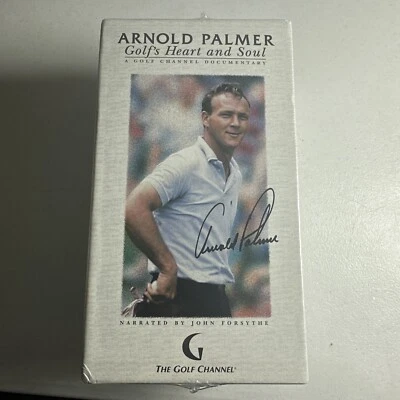 ARNOLD PALMER
Golf's Heart and Soul
A GOLF CHANNEL DOCUMENTARY
Arnold Palmer
NARRATED BY JOHN FORSYTHE
G
THE GOLF CHANNEL®